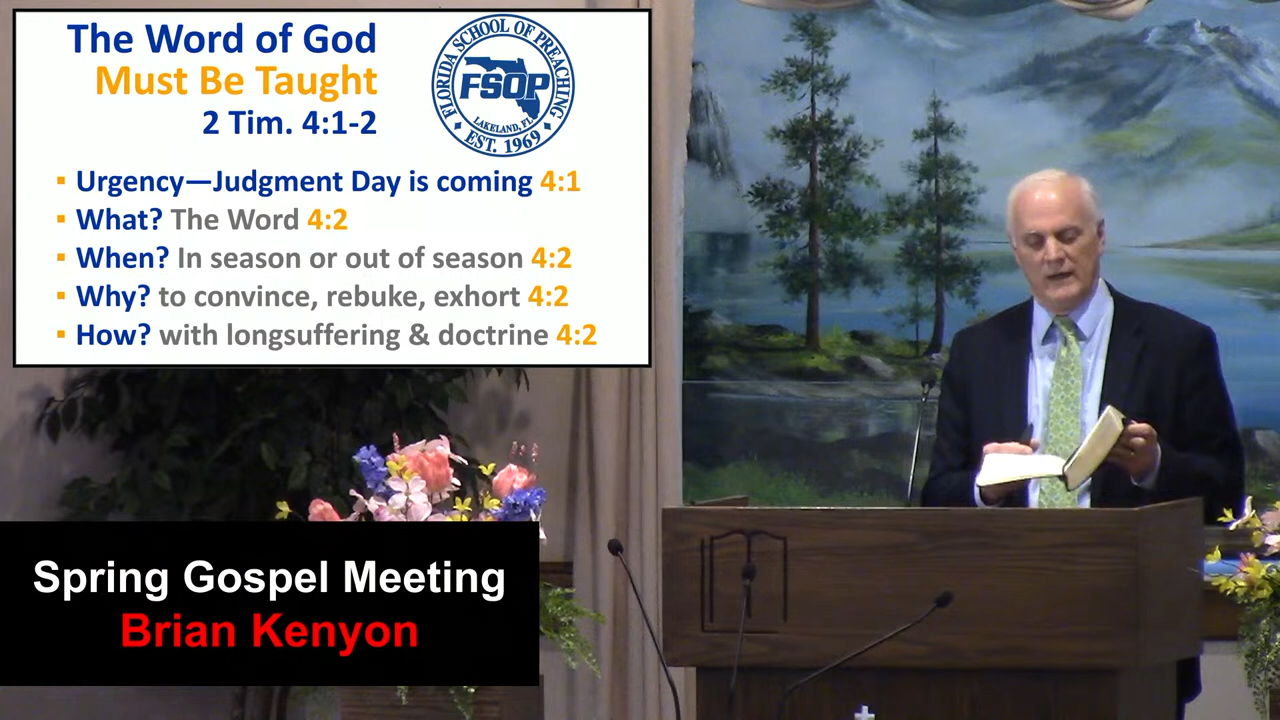 The Word of God
Must Be Taught
2 Tim. 4:1-2
FLORIDA SCHOOL OF PREACHING
FSOP
LAKELAND, FL
EST. 1969
▪ Urgency—Judgment Day is coming 4:1
▪ What? The Word 4:2
▪ When? In season or out of season 4:2
▪ Why? to convince, rebuke, exhort 4:2
▪ How? with longsuffering & doctrine 4:2
Spring Gospel Meeting
Brian Kenyon